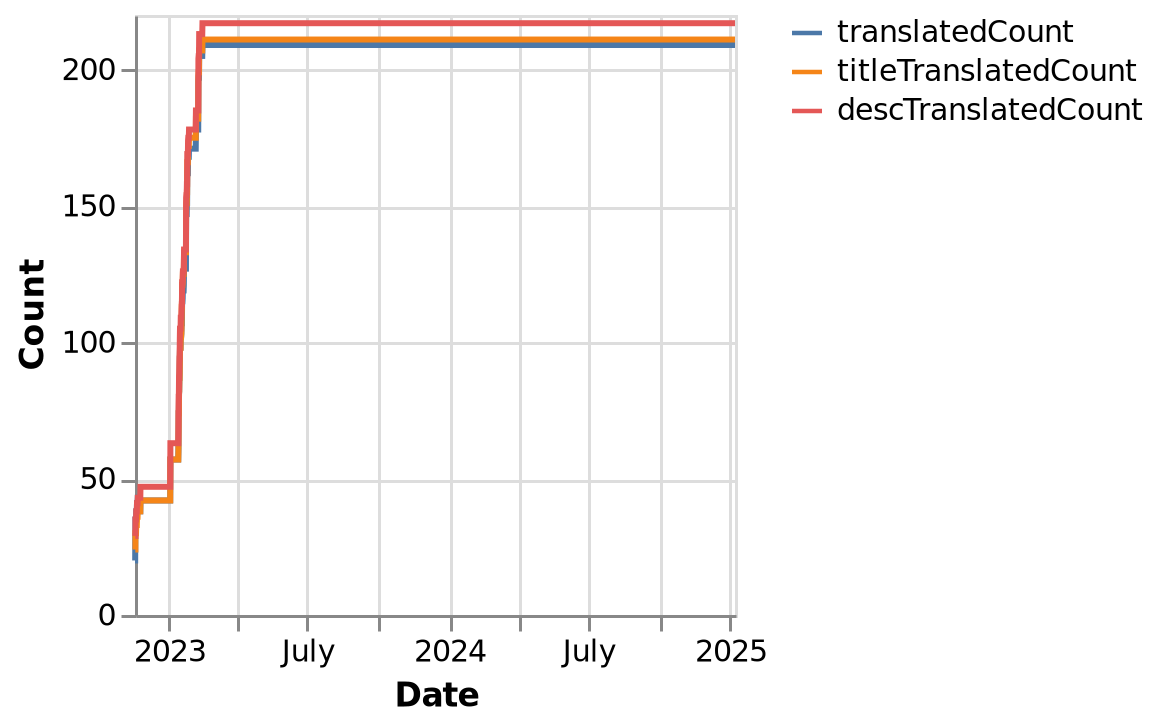 translatedCount
titleTranslatedCount
descTranslatedCount
Count
200
150
100
50
0
2023
July
2024
July
2025
Date